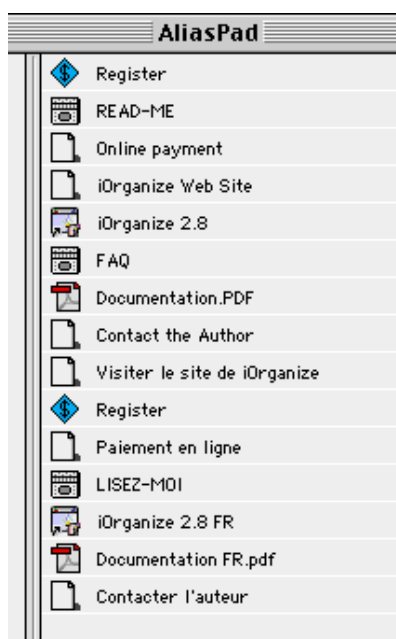 AliasPad
Register
READ-ME
Online payment
iOrganize Web Site
iOrganize 2.8
FAQ
Documentation.PDF
Contact the Author
Visiter le site de iOrganize
Register
Paiement en ligne
LISEZ-MOI
iOrganize 2.8 FR
Documentation FR.pdf
Contacter l'auteur